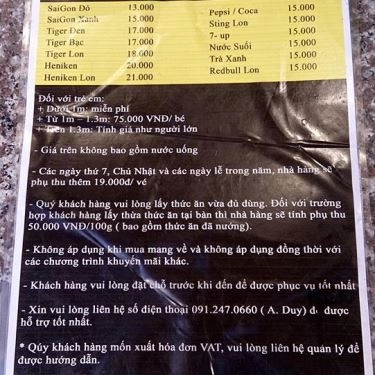 SaiGon Đỏ 13.000
SaiGon Xanh 15.000
Tiger Đen 17.000
Tiger Bạc 17.000
Tiger Lon 18.000
Heniken 20.000
Heniken Lon 21.000
Pepsi / Coca 15.000
Sting Lon 15.000
7- up 15.000
Nước Suối 15.000
Trà Xanh 15.000
Redbull Lon 15.000
Đối với trẻ em:
+ Dưới 1m: miễn phí
+ Từ 1m – 1.3m: 75.000 VNĐ/ bé
+ Trên 1.3m: Tính giá như người lớn
- Giá trên không bao gồm nước uống
- Các ngày thứ 7, Chủ Nhật và các ngày lễ trong năm, nhà hàng sẽ
phụ thu thêm 19.000đ/ vé
- Quý khách hàng vui lòng lấy thức ăn vừa đủ dùng. Đối với trường
hợp khách hàng lấy thừa thức ăn tại bàn thì nhà hàng sẽ tính phụ thu
50.000 VNĐ/100g ( bao gồm thức ăn đã nướng).
- Không áp dụng khi mua mang về và không áp dụng đồng thời với
các chương trình khuyến mãi khác.
- Khách hàng vui lòng đặt chỗ trước khi đến để được phục vụ tốt nhất
- Xin vui lòng liên hệ số điện thoại 091.247.0660 ( A. Duy) để được
hỗ trợ tốt nhất.
* Qúy khách hàng mốn xuất hóa đơn VAT, vui lòng liên hệ quản lý để
được hướng dẫn.